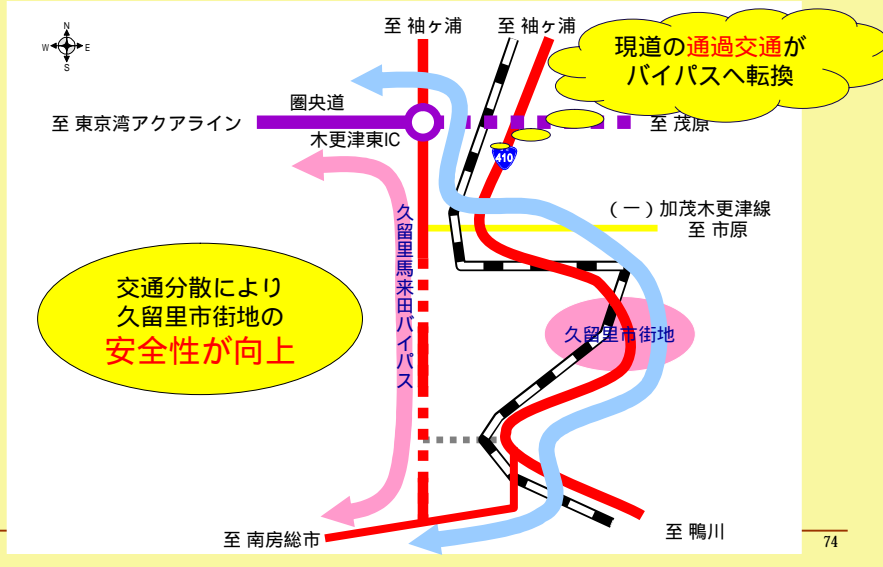 N
W
E
S
至 袖ヶ浦
至 袖ヶ浦
現道の通過交通が
バイパスへ転換
圏央道
至 東京湾アクアライン
至 茂原
木更津東IC
410
(一)加茂木更津線
至 市原
久留里馬来田バイパス
交通分散により
久留里市街地の
安全性が向上
久留里市街地
至 南房総市
至 鴨川
74